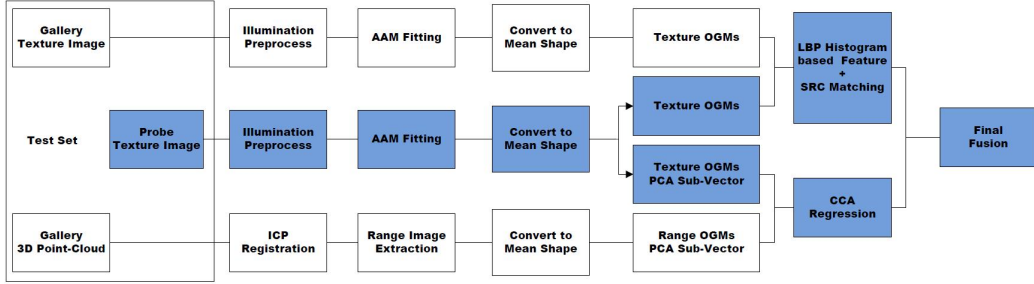 Gallery
Texture Image
Illumination
Preprocess
AAM Fitting
Convert to
Mean Shape
Texture OGMs
LBP Histogram
based Feature
+
SRC Matching
Test Set
Probe
Texture Image
Illumination
Preprocess
AAM Fitting
Convert to
Mean Shape
Texture OGMs
Final
Fusion
Texture OGMs
PCA Sub-Vector
CCA
Regression
Gallery
3D Point-Cloud
ICP
Registration
Range Image
Extraction
Convert to
Mean Shape
Range OGMs
PCA Sub-Vector